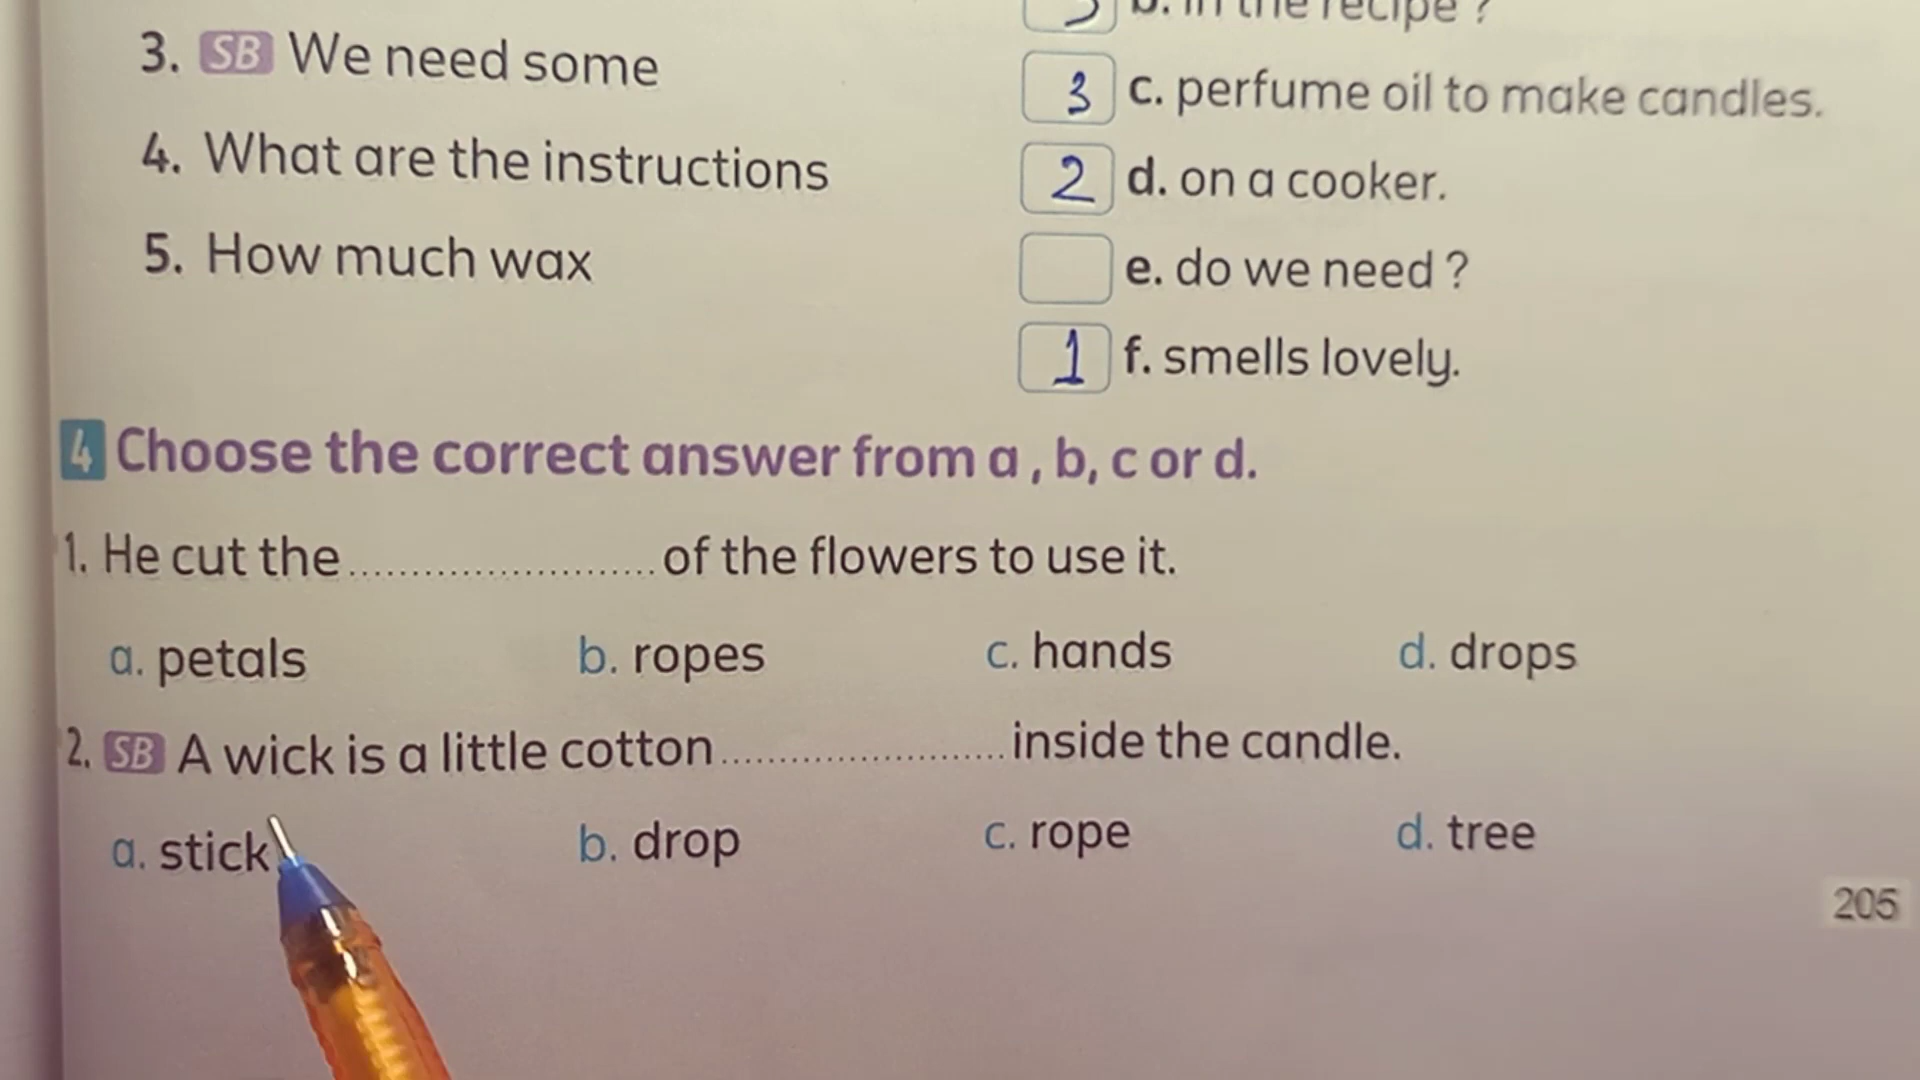 b. in the recipe ?
3. SB We need some
3 c. perfume oil to make candles.
4. What are the instructions
2 d. on a cooker.
5. How much wax
e. do we need ?
1 f. smells lovely.
4 Choose the correct answer from a , b, c or d.
1. He cut the ........................ of the flowers to use it.
a. petals b. ropes c. hands d. drops
2. SB A wick is a little cotton ...................... inside the candle.
a. stick b. drop c. rope d. tree
205